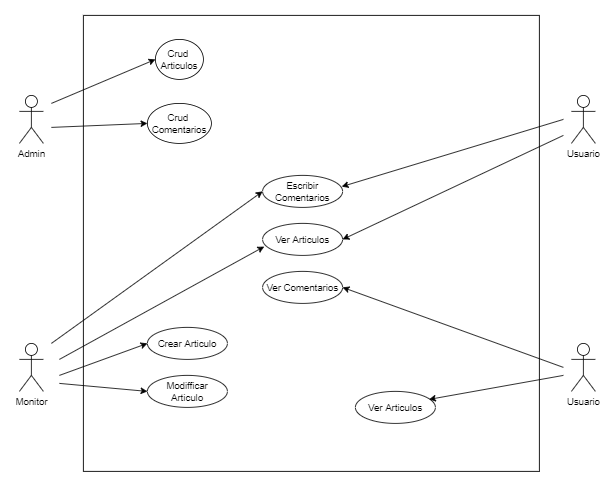 Crud
Articulos
Crud
Comentarios
Admin
Usuario
Escribir
Comentarios
Ver Articulos
Ver Comentarios
Crear Articulo
Modifficar
Articulo
Monitor
Ver Articulos
Usuario